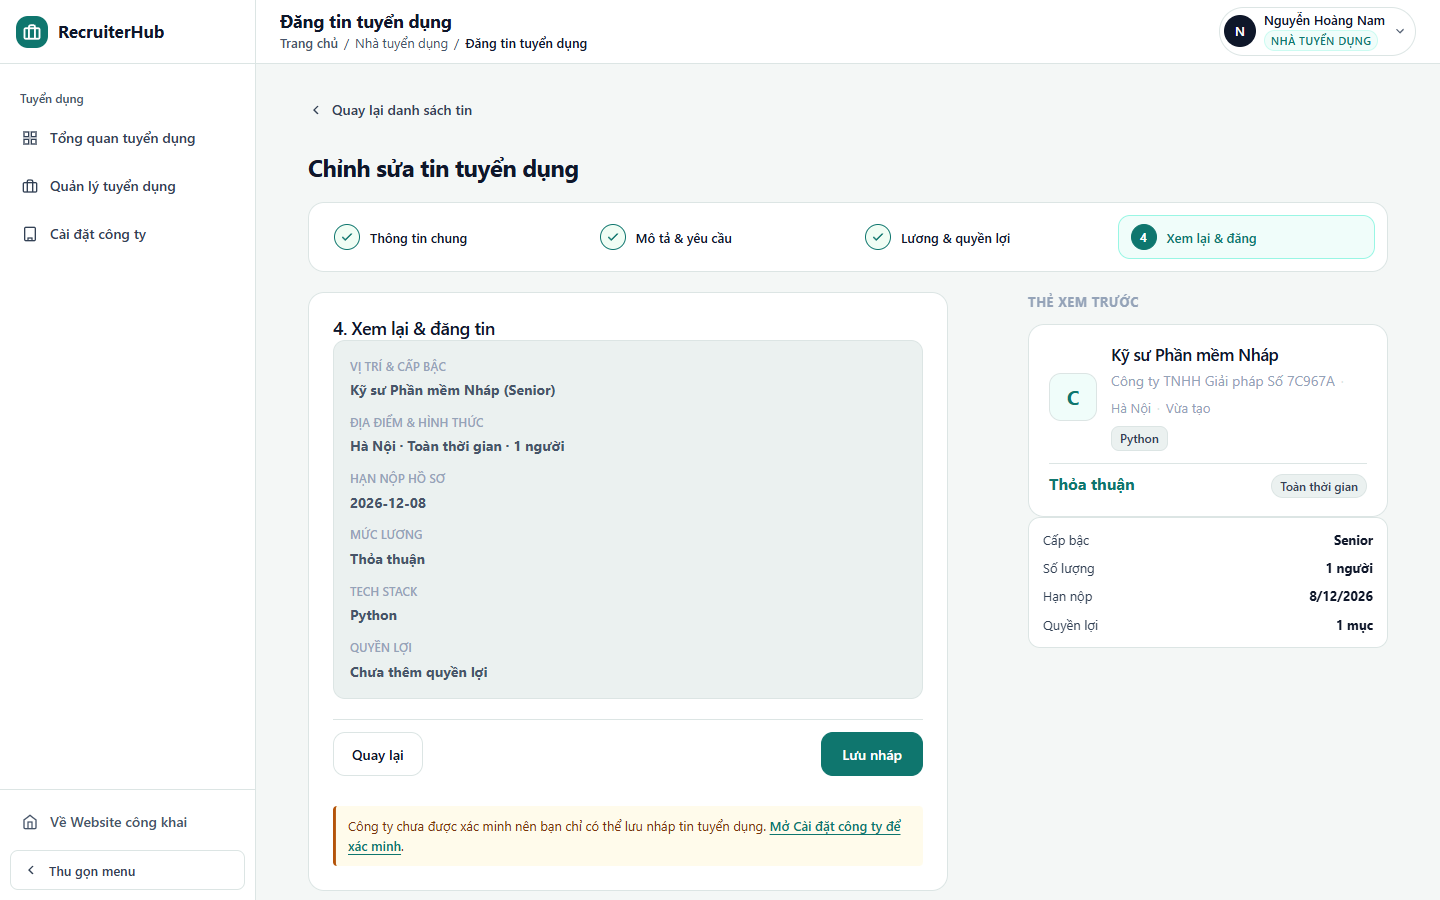 RecruiterHub
Đăng tin tuyển dụng
Trang chủ / Nhà tuyển dụng / Đăng tin tuyển dụng
N
Nguyễn Hoàng Nam
NHÀ TUYỂN DỤNG
Tuyển dụng
Tổng quan tuyển dụng
Quản lý tuyển dụng
Cài đặt công ty
Về Website công khai
Thu gọn menu
Quay lại danh sách tin
Chỉnh sửa tin tuyển dụng
Thông tin chung
Mô tả & yêu cầu
Lương & quyền lợi
4 Xem lại & đăng
4. Xem lại & đăng tin
VỊ TRÍ & CẤP BẬC
Kỹ sư Phần mềm Nháp (Senior)
ĐỊA ĐIỂM & HÌNH THỨC
Hà Nội · Toàn thời gian · 1 người
HẠN NỘP HỒ SƠ
2026-12-08
MỨC LƯƠNG
Thỏa thuận
TECH STACK
Python
QUYỀN LỢI
Chưa thêm quyền lợi
Quay lại
Lưu nháp
Công ty chưa được xác minh nên bạn chỉ có thể lưu nháp tin tuyển dụng. Mở Cài đặt công ty để
xác minh.
THẺ XEM TRƯỚC
C
Kỹ sư Phần mềm Nháp
Công ty TNHH Giải pháp Số 7C967A ·
Hà Nội · Vừa tạo
Python
Thỏa thuận
Toàn thời gian
Cấp bậc Senior
Số lượng 1 người
Hạn nộp 8/12/2026
Quyền lợi 1 mục